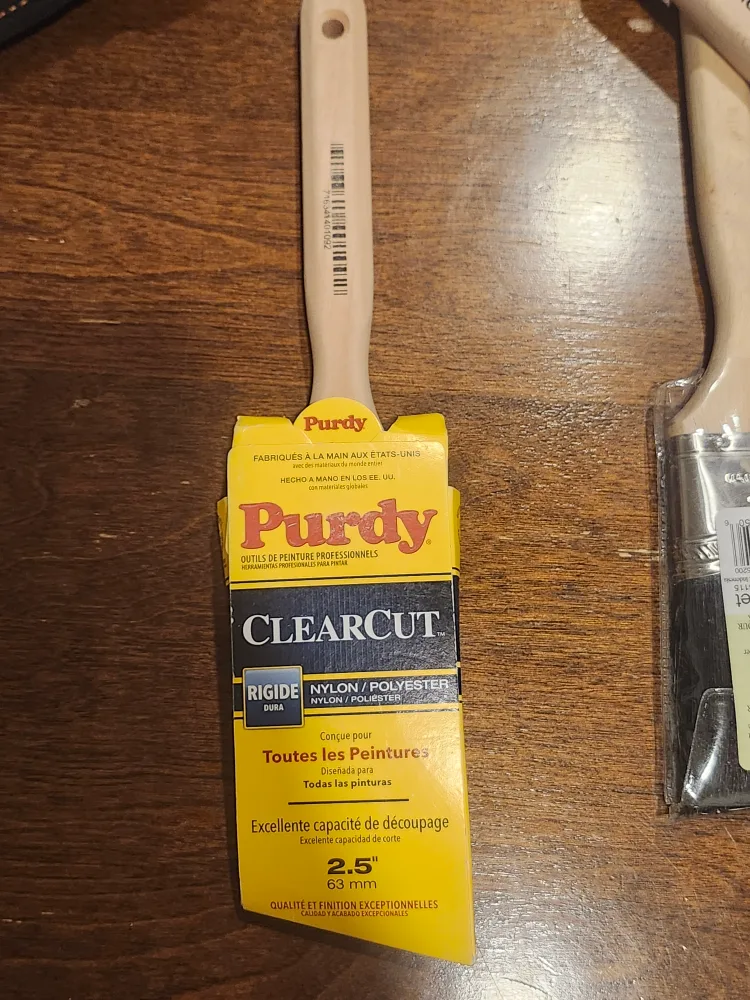 716341401092
Purdy
FABRIQUÉS À LA MAIN AUX ÉTATS-UNIS
avec des matériaux du monde entier
HECHO A MANO EN LOS EE. UU.
con materiales globales
Purdy®
OUTILS DE PEINTURE PROFESSIONNELS
HERRAMIENTAS PROFESIONALES PARA PINTAR
CLEARCUT™
RIGIDE
DURA
NYLON / POLYESTER
NYLON / POLIÉSTER
Conçue pour
Toutes les Peintures
Diseñada para
Todas las pinturas
Excellente capacité de découpage
Excelente capacidad de corte
2.5"
63 mm
QUALITÉ ET FINITION EXCEPTIONNELLES
CALIDAD Y ACABADO EXCEPCIONALES